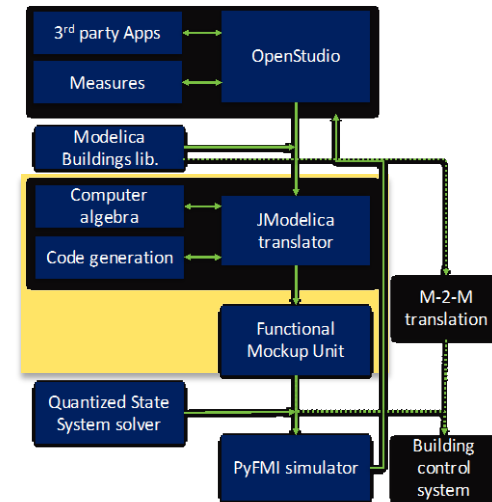 3rd party Apps
OpenStudio
Measures
Modelica
Buildings lib.
Computer
algebra
JModelica
translator
Code generation
M-2-M
translation
Functional
Mockup Unit
Quantized State
System solver
PyFMI simulator
Building
control
system